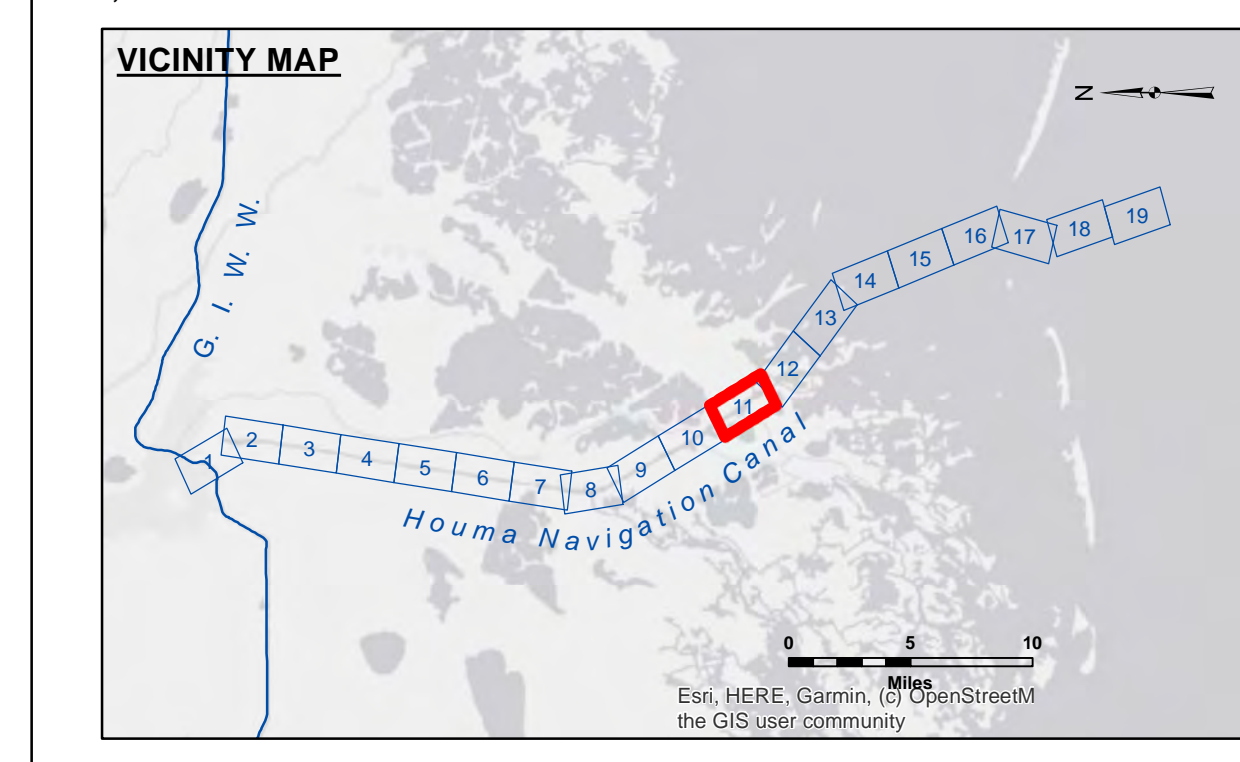 VICINITY MAP
N
G. I. W. W.
1
2
3
4
5
6
7
8
9
10
11
12
13
14
15
16
17
18
19
Houma Navigation Canal
0 5 10
Miles
Esri, HERE, Garmin, (c) OpenStreetM
the GIS user community